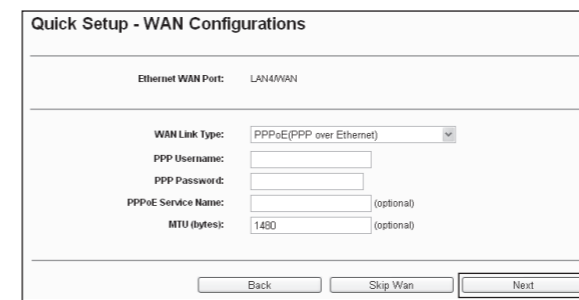 Quick Setup - WAN Configurations
Ethernet WAN Port: LAN4/WAN
WAN Link Type: PPPoE(PPP over Ethernet)
PPP Username:
PPP Password:
PPPoE Service Name: (optional)
MTU (bytes): 1480 (optional)
Back Skip Wan Next